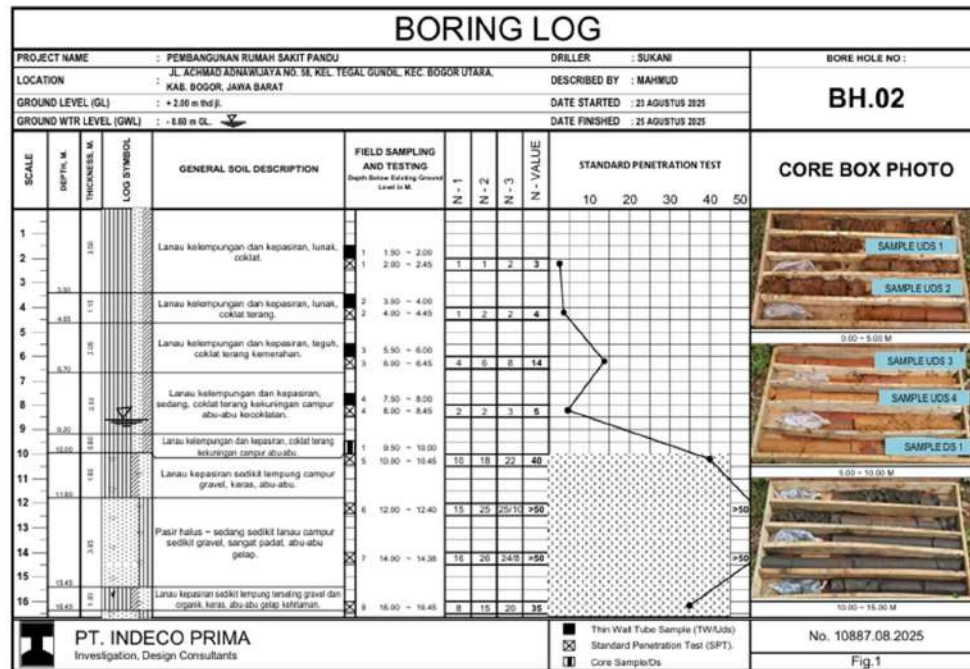 BORING LOG
PROJECT NAME : PEMBANGUNAN RUMAH SAKIT PANDU
LOCATION : JL. ACHMAD ADNAWIJAYA NO. 58, KEL. TEGAL GUNDIL, KEC. BOGOR UTARA,
KAB. BOGOR, JAWA BARAT
GROUND LEVEL (GL) : + 2.00 m thd jl.
GROUND WTR LEVEL (GWL) : - 8.60 m GL.
DRILLER : SUKANI
DESCRIBED BY : MAHMUD
DATE STARTED : 23 AGUSTUS 2025
DATE FINISHED : 25 AGUSTUS 2025
BORE HOLE NO :
BH.02
SCALE
DEPTH, M.
THICKNESS, M.
LOG SYMBOL
GENERAL SOIL DESCRIPTION
FIELD SAMPLING
AND TESTING
Depth Below Existing Ground
Level in M.
N - 1
N - 2
N - 3
N - VALUE
STANDARD PENETRATION TEST
10 20 30 40 50
CORE BOX PHOTO
1
2
3
4
5
6
7
8
9
10
11
12
13
14
15
16
Lanau kelempungan dan kepasiran, lunak,
coklat.
Lanau kelempungan dan kepasiran, lunak,
coklat terang.
Lanau kelempungan dan kepasiran, teguh,
coklat terang kemerahan.
Lanau kelempungan dan kepasiran,
sedang, coklat terang kekuningan campur
abu-abu kecoklatan.
Lanau kelempungan dan kepasiran, coklat terang
kekuningan campur abu-abu.
Lanau kepasiran sedikit lempung campur
gravel, keras, abu-abu.
Pasir halus ~ sedang sedikit lanau campur
sedikit gravel, sangat padat, abu-abu
gelap.
Lanau kepasiran sedikit lempung terseling gravel dan
organik, keras, abu-abu gelap kehitaman.
1 1.50 ~ 2.00
1 2.00 ~ 2.45 1 1 2 3
2 3.50 ~ 4.00
2 4.00 ~ 4.45 1 2 2 4
3 5.50 ~ 6.00
3 6.00 ~ 6.45 4 6 8 14
4 7.50 ~ 8.00
4 8.00 ~ 8.45 2 2 3 5
1 9.50 ~ 10.00
5 10.00 ~ 10.45 10 18 22 40
6 12.00 ~ 12.40 15 25 25/10 >50 >50
7 14.00 ~ 14.38 16 26 24/8 >50 >50
8 16.00 ~ 16.45 8 15 20 35
SAMPLE UDS 1
SAMPLE UDS 2
0.00 ~ 5.00 M
SAMPLE UDS 3
SAMPLE UDS 4
SAMPLE DS 1
5.00 ~ 10.00 M
10.00 ~ 15.00 M
PT. INDECO PRIMA
Investigation, Design Consultants
Thin Wall Tube Sample (TW/Uds)
Standard Penetration Test (SPT).
Core Sample/Ds
No. 10887.08.2025
Fig.1